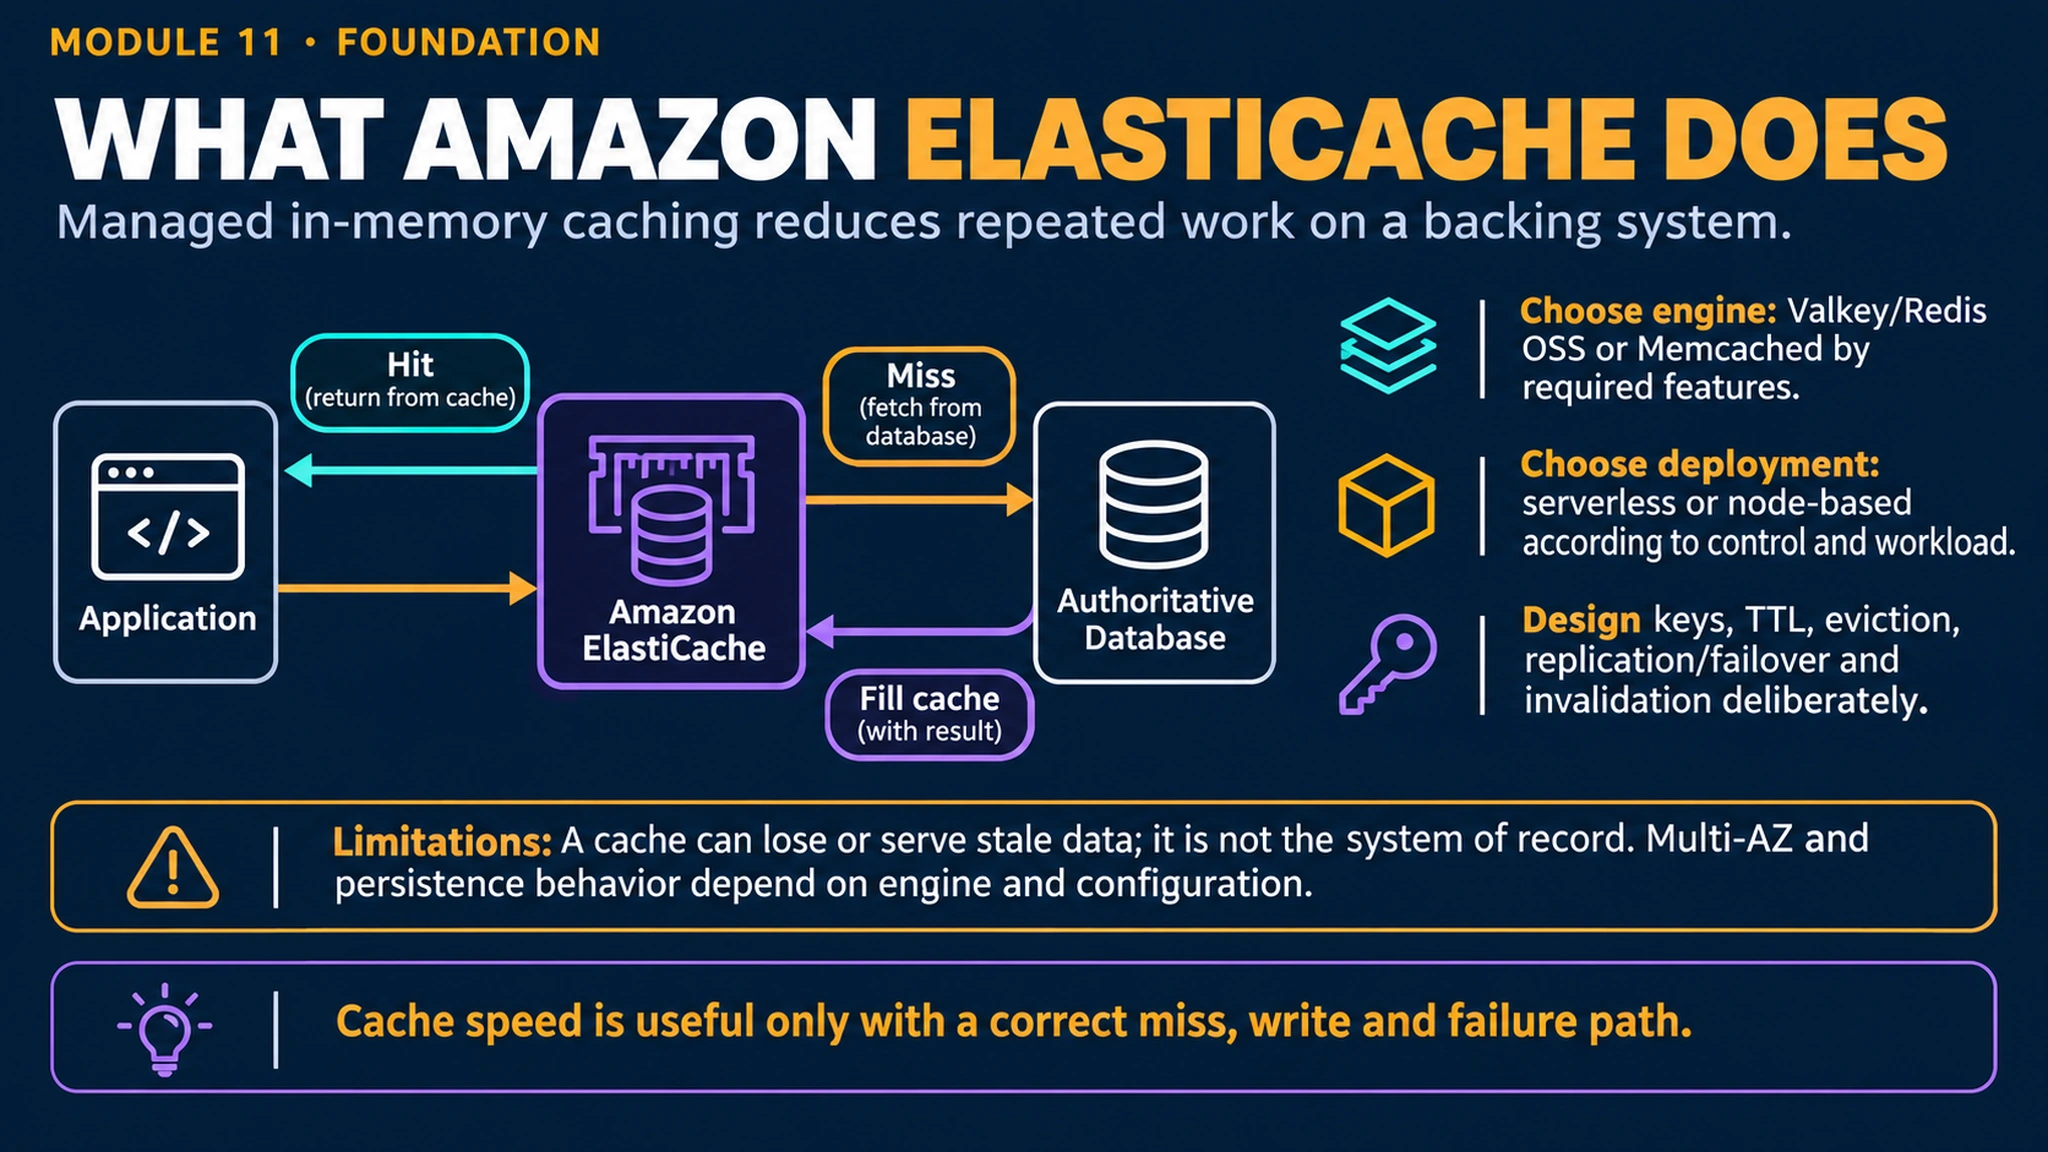 MODULE 11 • FOUNDATION
WHAT AMAZON ELASTICACHE DOES
Managed in-memory caching reduces repeated work on a backing system.
Hit
(return from cache)
Miss
(fetch from
database)
</>
Application
Amazon
ElastiCache
Authoritative
Database
Fill cache
(with result)
Choose engine: Valkey/Redis
OSS or Memcached by
required features.
Choose deployment:
serverless or node-based
according to control and workload.
Design keys, TTL, eviction,
replication/failover and
invalidation deliberately.
Limitations: A cache can lose or serve stale data; it is not the system of record. Multi-AZ and
persistence behavior depend on engine and configuration.
Cache speed is useful only with a correct miss, write and failure path.